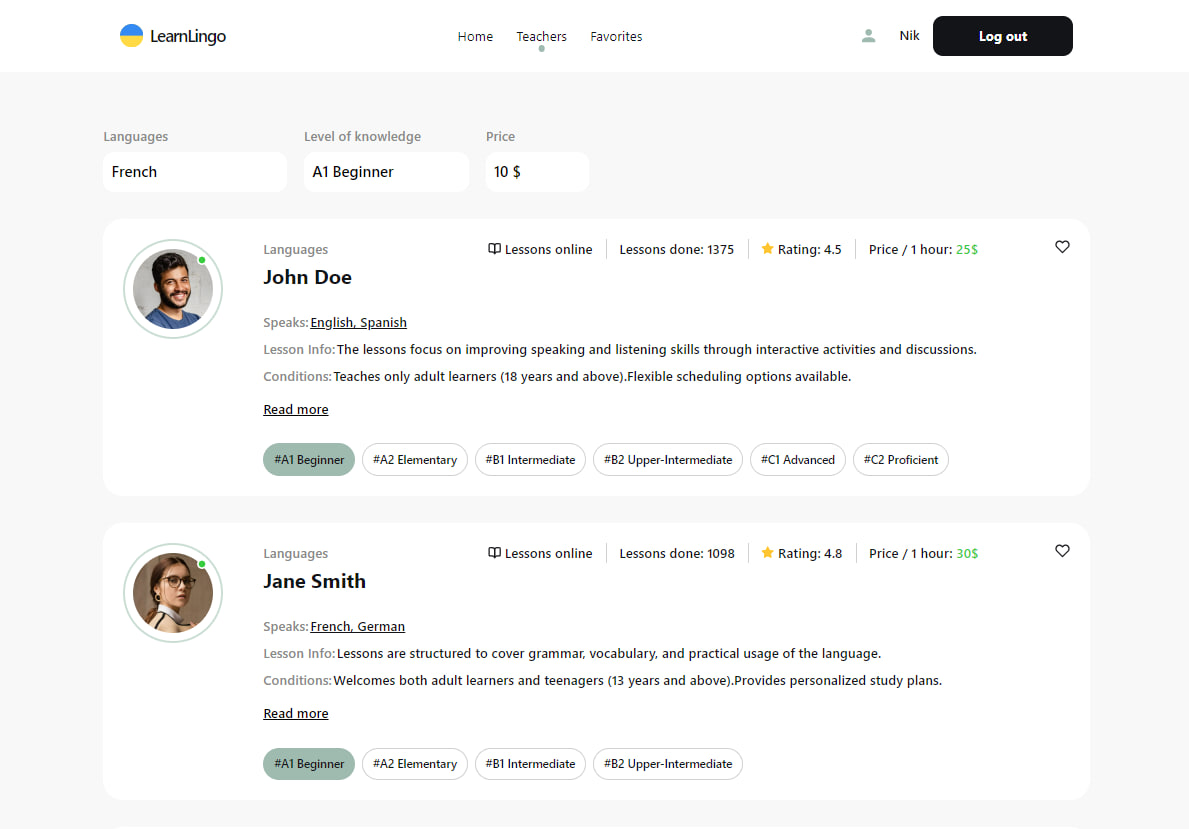 LearnLingo Home Teachers Favorites Nik Log out
Languages Level of knowledge Price
French A1 Beginner 10 $
Languages Lessons online Lessons done: 1375 Rating: 4.5 Price / 1 hour: 25$
John Doe
Speaks: English, Spanish
Lesson Info: The lessons focus on improving speaking and listening skills through interactive activities and discussions.
Conditions: Teaches only adult learners (18 years and above).Flexible scheduling options available.
Read more
#A1 Beginner #A2 Elementary #B1 Intermediate #B2 Upper-Intermediate #C1 Advanced #C2 Proficient
Languages Lessons online Lessons done: 1098 Rating: 4.8 Price / 1 hour: 30$
Jane Smith
Speaks: French, German
Lesson Info: Lessons are structured to cover grammar, vocabulary, and practical usage of the language.
Conditions: Welcomes both adult learners and teenagers (13 years and above).Provides personalized study plans.
Read more
#A1 Beginner #A2 Elementary #B1 Intermediate #B2 Upper-Intermediate